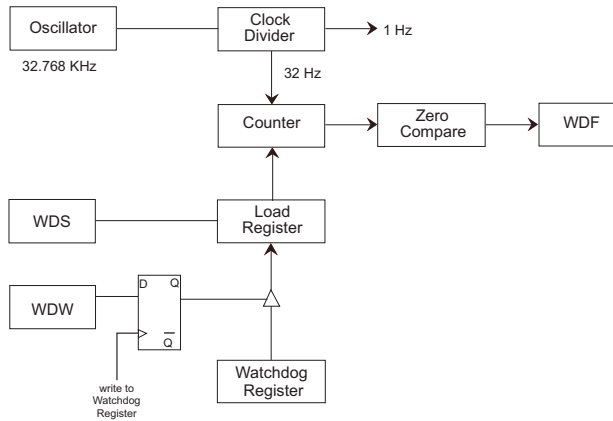 Oscillator
Clock
Divider
1 Hz
32.768 KHz
32 Hz
Counter
Zero
Compare
WDF
WDS
Load
Register
WDW
D
Q
Q
write to
Watchdog
Register
Watchdog
Register